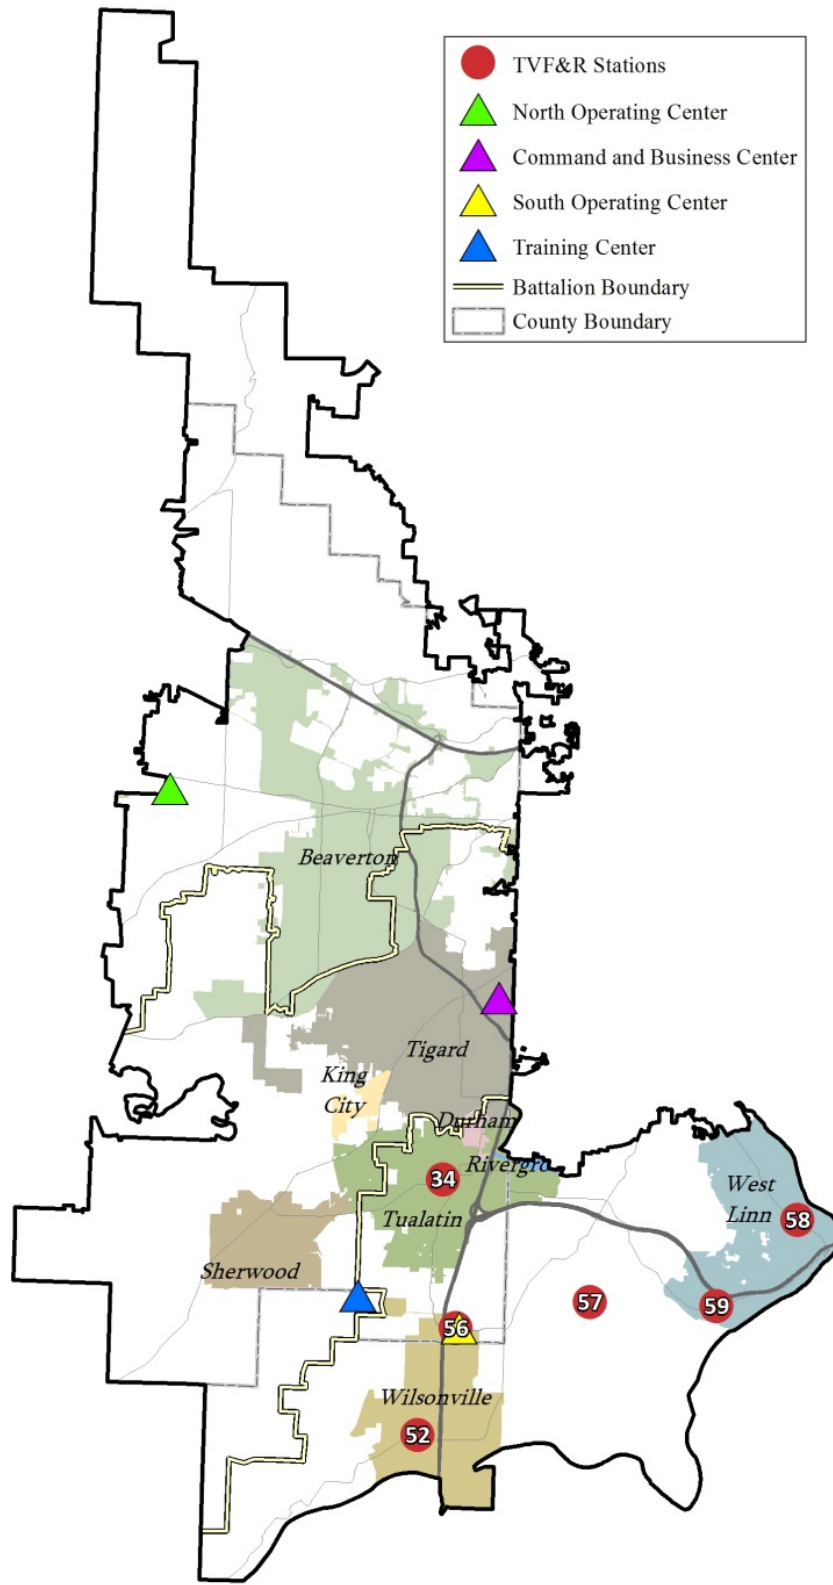 TVF&R Stations
North Operating Center
Command and Business Center
South Operating Center
Training Center
Battalion Boundary
County Boundary
Beaverton
Tigard
King
City
Durham
Rivergro
34
Tualatin
West
Linn
58
Sherwood
57
59
56
Wilsonville
52